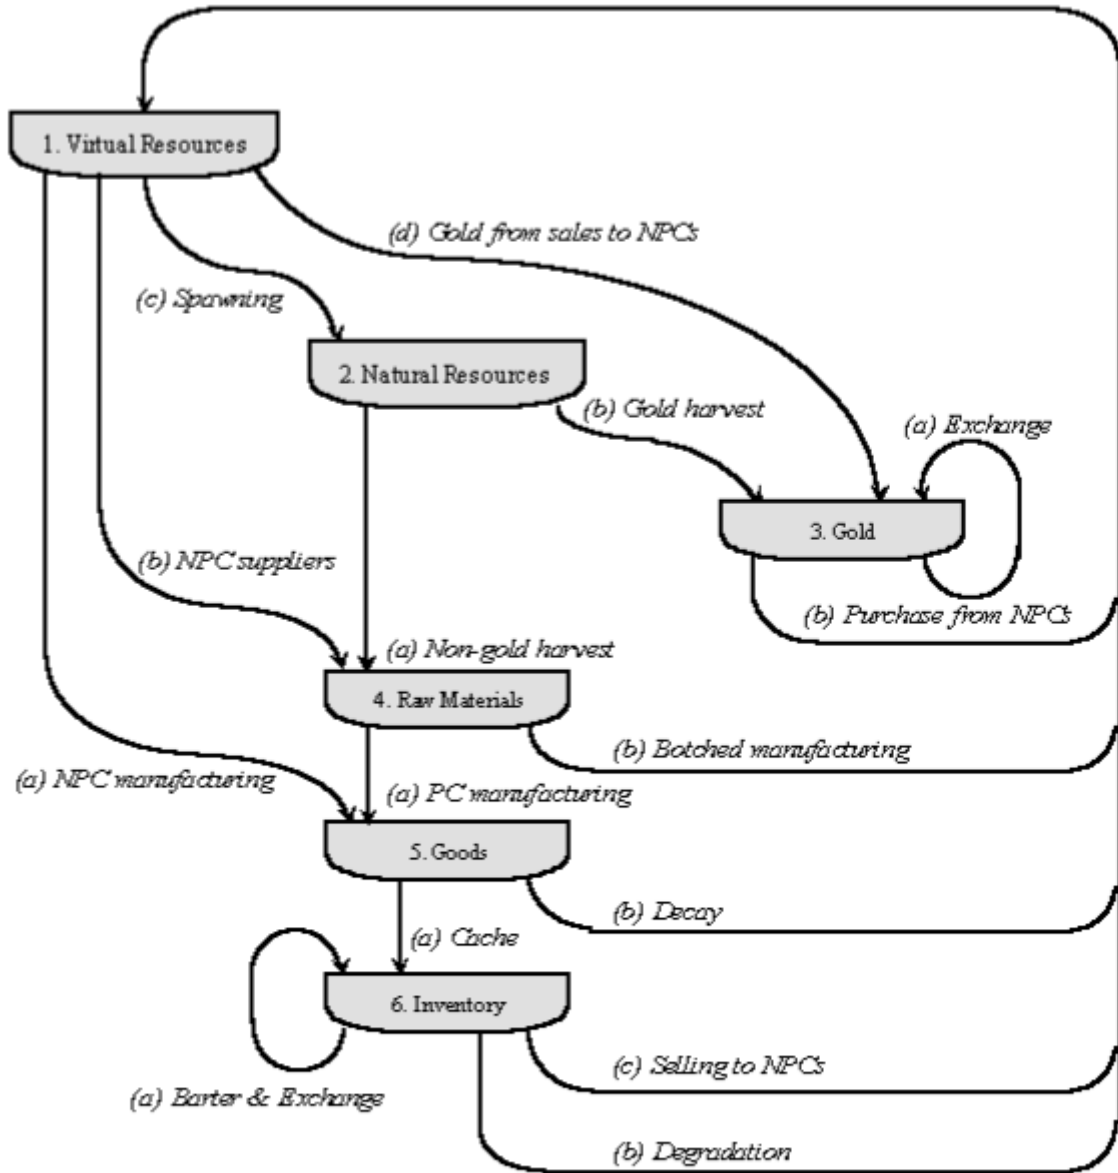 1. Virtual Resources
(d) Gold from sales to NPCs
(c) Spawning
2. Natural Resources
(b) Gold harvest
(a) Exchange
3. Gold
(b) NPC suppliers
(b) Purchase from NPCs
(a) Non-gold harvest
4. Raw Materials
(b) Botched manufacturing
(a) NPC manufacturing
(a) PC manufacturing
5. Goods
(b) Decay
(a) Cache
6. Inventory
(c) Selling to NPCs
(a) Barter & Exchange
(b) Degradation